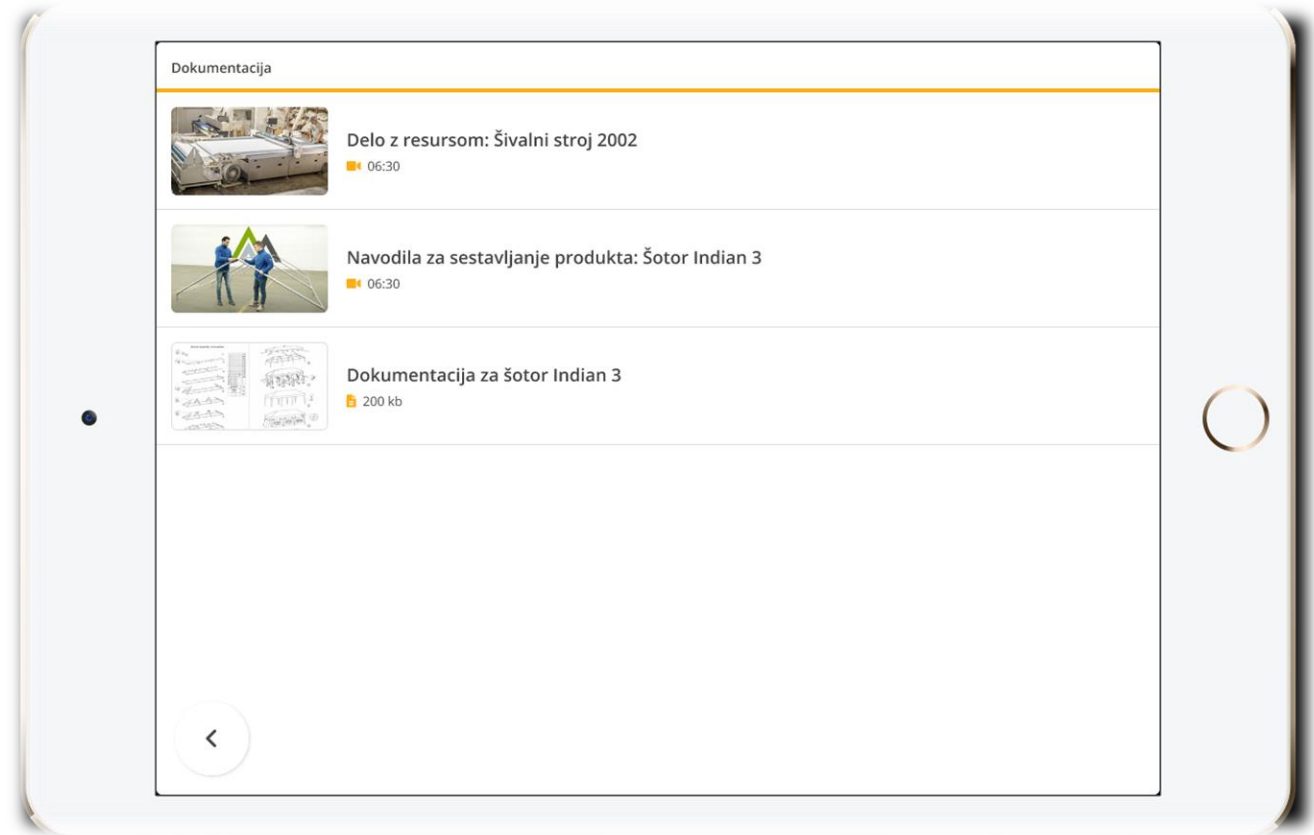 Dokumentacija
Delo z resursom: Šivalni stroj 2002
06:30
Navodila za sestavljanje produkta: Šotor Indian 3
06:30
Dokumentacija za šotor Indian 3
200 kb